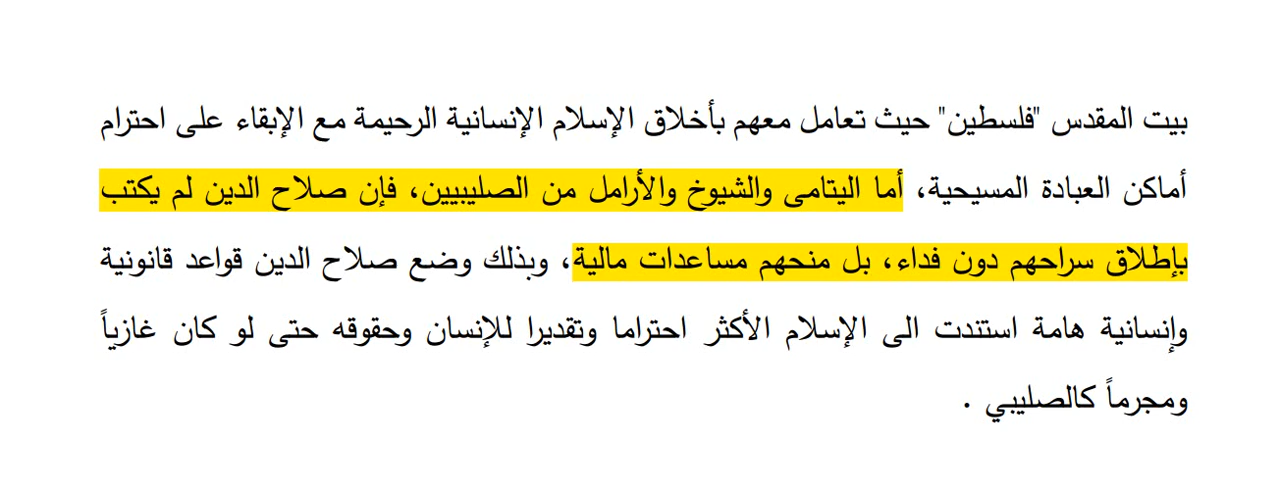 بيت المقدس "فلسطين" حيث تعامل معهم بأخلاق الإسلام الإنسانية الرحيمة مع الإبقاء على احترام
أماكن العبادة المسيحية، أما اليتامى والشيوخ والأرامل من الصليبيين، فإن صلاح الدين لم يكتب
بإطلاق سراحهم دون فداء، بل منحهم مساعدات مالية، وبذلك وضع صلاح الدين قواعد قانونية
وإنسانية هامة استندت الى الإسلام الأكثر احتراما وتقديرا للإنسان وحقوقه حتى لو كان غازياً
ومجرماً كالصليبي .